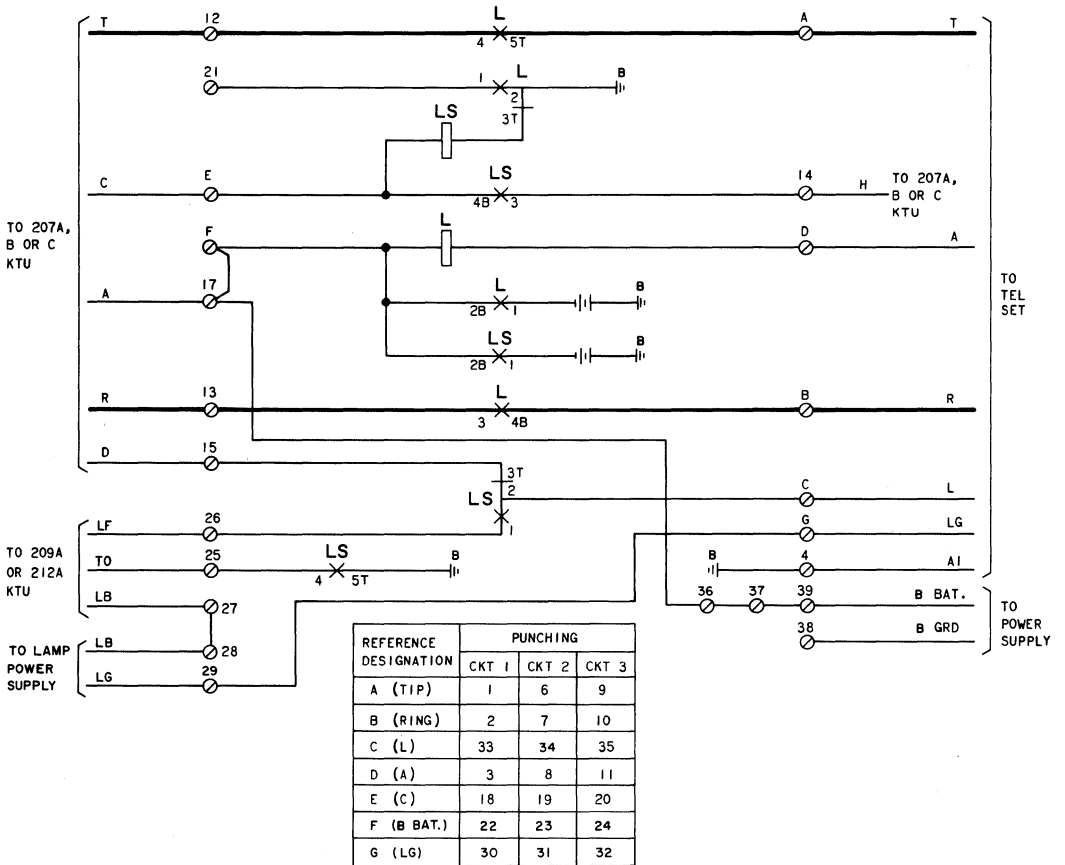 T 12 L A T
4 5T
21 1 L B
2
3T
LS
C E LS 14 H TO 207A,
B OR C
KTU
4B 3
TO 207A,
B OR C
KTU
F L D A
A 17 L B
2B 1
LS B
2B 1
TO
TEL
SET
R 13 L B R
3 4B
D 15 3T
LS 2 C L
1
G LG
LF 26
TO 209A
OR 212A
KTU
TO 25 LS B
4 5T
B 4 A1
LB 27
36 37 39 B BAT.
38 B GRD
TO
POWER
SUPPLY
TO LAMP
POWER
SUPPLY
LB 28
LG 29
REFERENCE DESIGNATION PUNCHING
CKT 1 CKT 2 CKT 3
A (TIP) 1 6 9
B (RING) 2 7 10
C (L) 33 34 35
D (A) 3 8 11
E (C) 18 19 20
F (B BAT.) 22 23 24
G (LG) 30 31 32